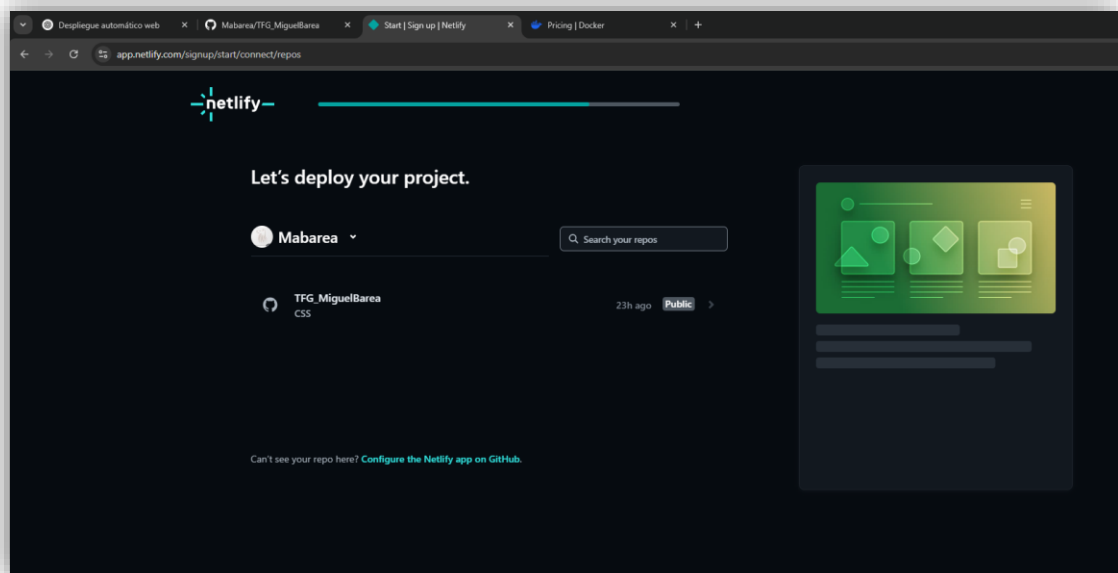 Despliegue automático web
Mabarea/TFG_MiguelBarea
Start | Sign up | Netlify
Pricing | Docker
app.netlify.com/signup/start/connect/repos
netlify
Let's deploy your project.
Mabarea
Search your repos
TFG_MiguelBarea
CSS
23h ago Public
Can't see your repo here? Configure the Netlify app on GitHub.